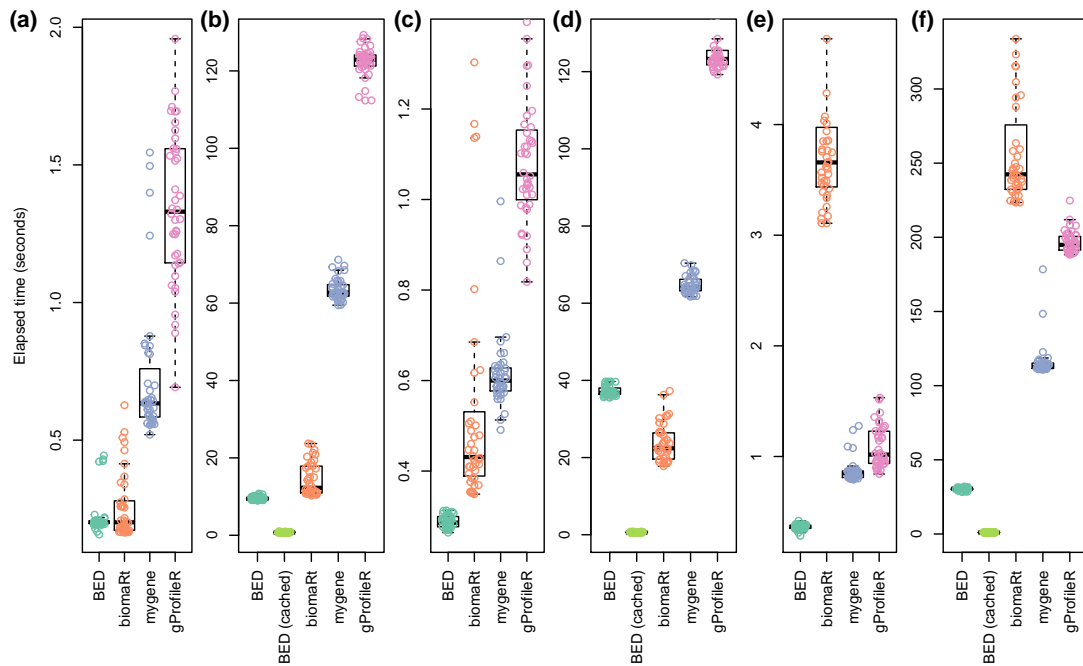 (a) (b) (c) (d) (e) (f)
Elapsed time (seconds)
2.0
1.5
1.0
0.5
BED
biomaRt
mygene
gProfileR
120
100
80
60
40
20
0
BED
BED (cached)
biomaRt
mygene
gProfileR
1.2
1.0
0.8
0.6
0.4
BED
biomaRt
mygene
gProfileR
120
100
80
60
40
20
0
BED
BED (cached)
biomaRt
mygene
gProfileR
4
3
2
1
BED
biomaRt
mygene
gProfileR
300
250
200
150
100
50
0
BED
BED (cached)
biomaRt
mygene
gProfileR